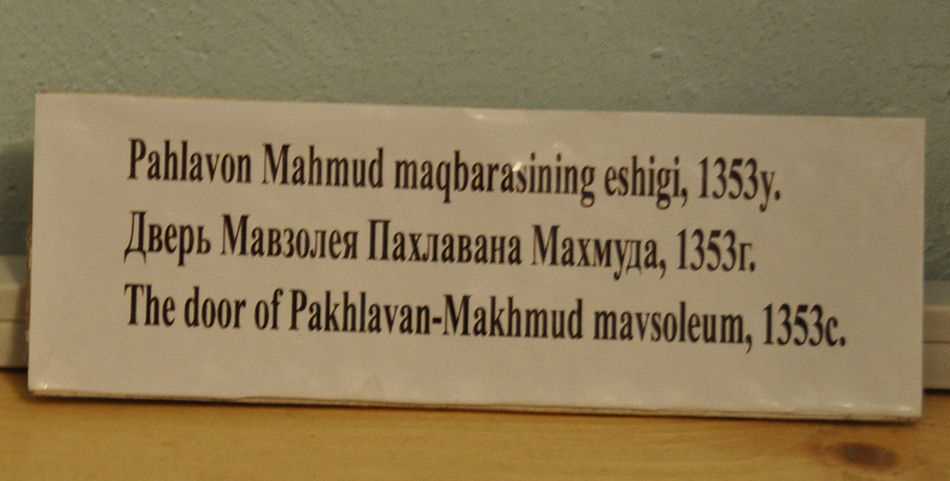 Pahlavon Mahmud maqbarasining eshigi, 1353y.
Дверь Мавзолея Пахлавана Махмуда, 1353г.
The door of Pakhlavan-Makhmud mavsoleum, 1353c.